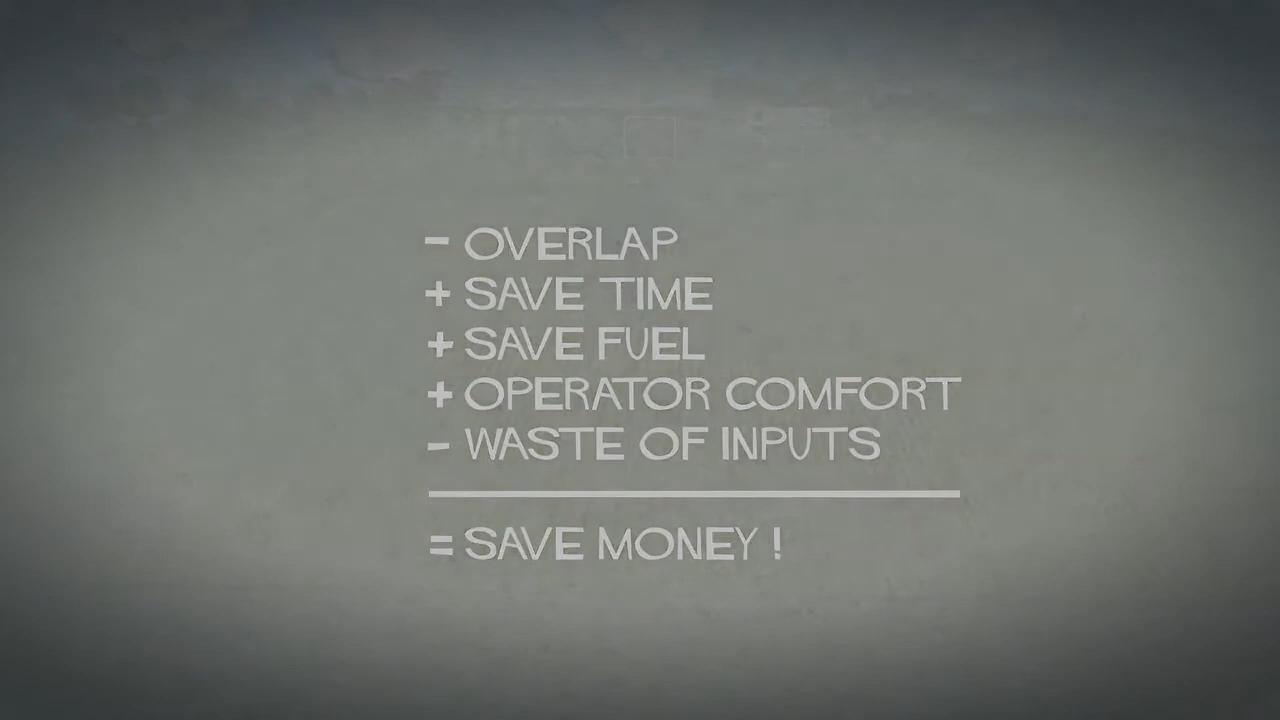 - OVERLAP
+ SAVE TIME
+ SAVE FUEL
+ OPERATOR COMFORT
- WASTE OF INPUTS
= SAVE MONEY !